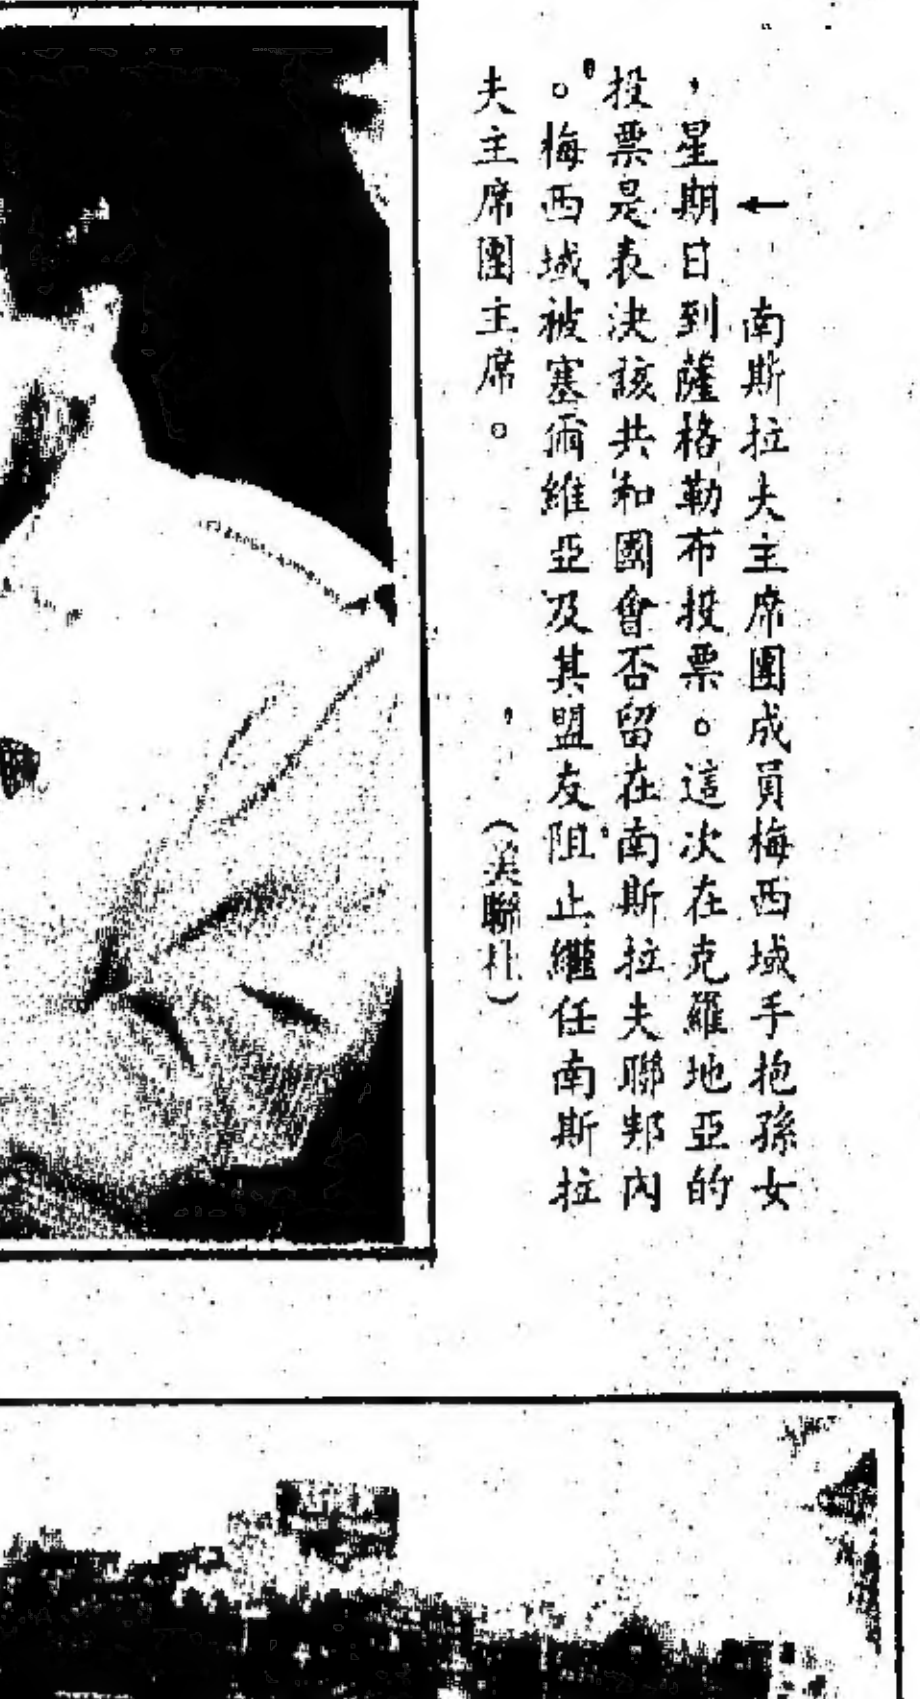 ← 南斯拉夫主席團成員梅西域手抱孫女
，星期日到薩格勒布投票。這次在克羅地亞的
投票是表決該共和國會否留在南斯拉夫聯邦內
。梅西域被塞爾維亞及其盟友阻止繼任南斯拉
夫主席團主席。 （美聯社）